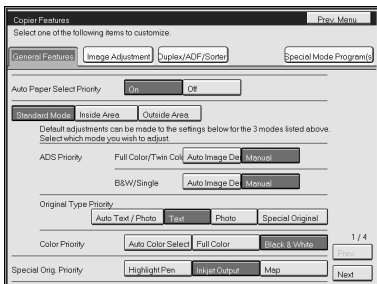 Copier Features Prev. Menu
Select one of the following items to customize.
General Features Image Adjustment Duplex/ADF/Sorter Special Mode Program(s)
Auto Paper Select Priority On Off
Standard Mode Inside Area Outside Area
Default adjustments can be made to the settings below for the 3 modes listed above.
Select which mode you wish to adjust.
ADS Priority Full Color/Twin Colo Auto Image De Manual
B&W/Single Auto Image De Manual
Original Type Priority
Auto Text / Photo Text Photo Special Original
Color Priority Auto Color Select Full Color Black & White 1 / 4
Prev.
Special Orig. Priority Highlight Pen Inkjet Output Map Next